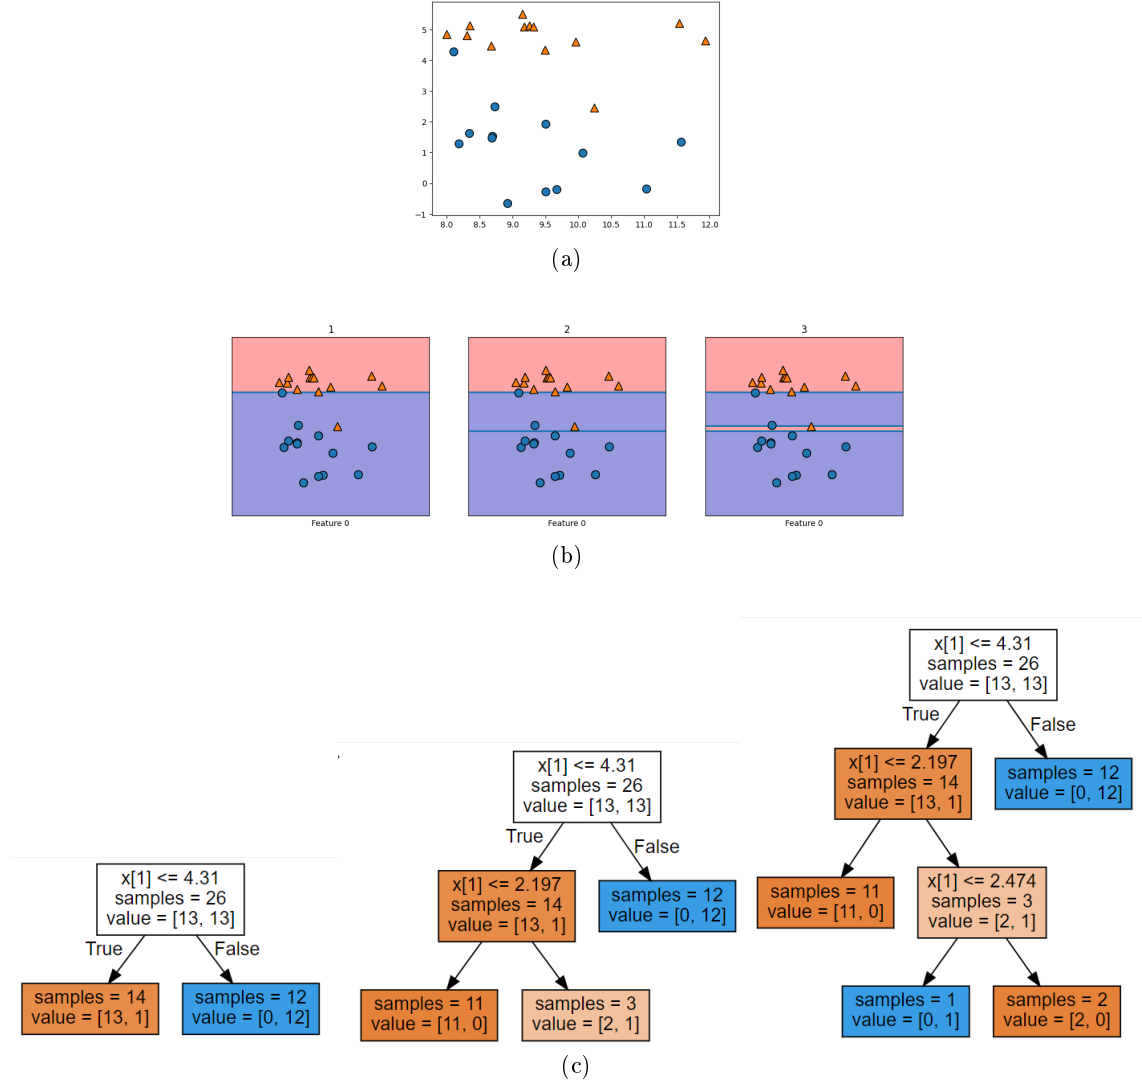 5
4
3
2
1
0
−1
8.0 8.5 9.0 9.5 10.0 10.5 11.0 11.5 12.0
(a)
1 2 3
Feature 0 Feature 0 Feature 0
(b)
x[1] <= 4.31
samples = 26
value = [13, 13]
True
False
samples = 14
value = [13, 1]
samples = 12
value = [0, 12]
x[1] <= 4.31
samples = 26
value = [13, 13]
True
False
x[1] <= 2.197
samples = 14
value = [13, 1]
samples = 12
value = [0, 12]
samples = 11
value = [11, 0]
samples = 3
value = [2, 1]
x[1] <= 4.31
samples = 26
value = [13, 13]
True
False
x[1] <= 2.197
samples = 14
value = [13, 1]
samples = 12
value = [0, 12]
samples = 11
value = [11, 0]
x[1] <= 2.474
samples = 3
value = [2, 1]
samples = 1
value = [0, 1]
samples = 2
value = [2, 0]
(c)